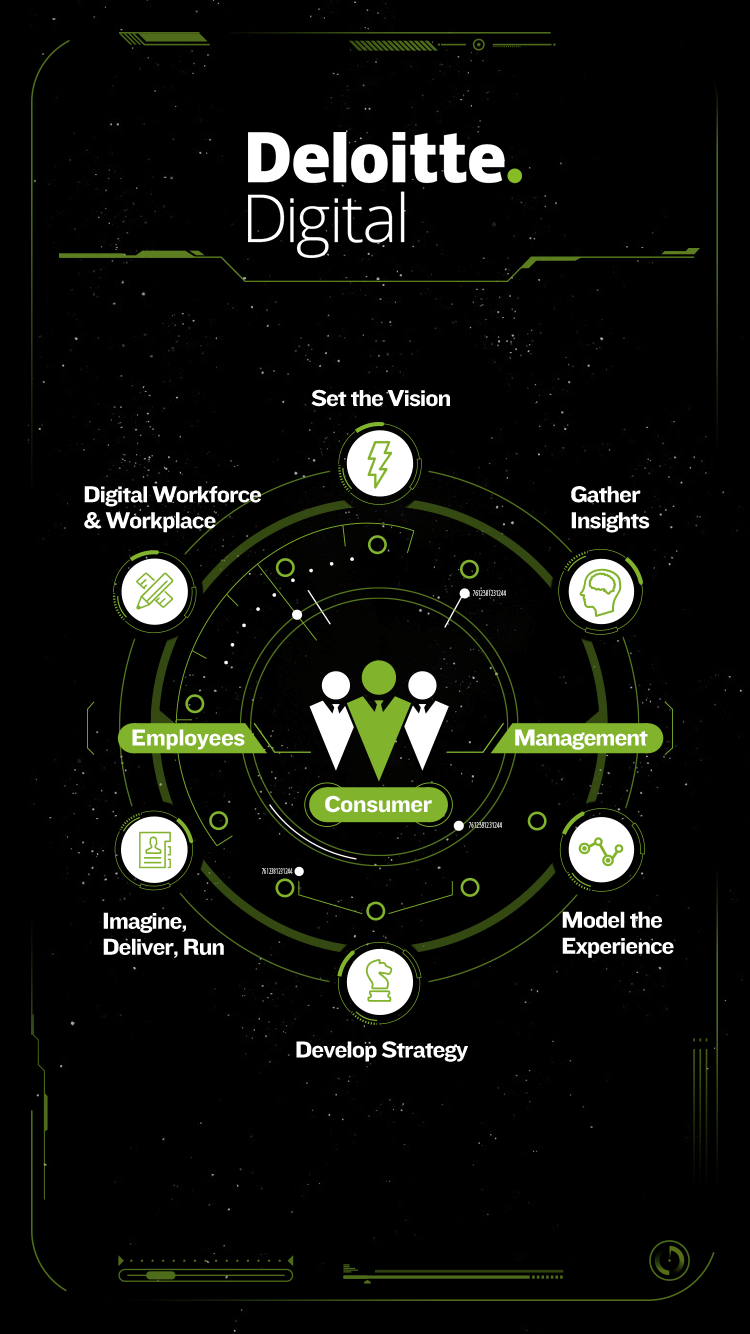 Deloitte.
Digital
Set the Vision
Digital Workforce
& Workplace
Gather
Insights
7612381231244
Employees
Management
Consumer
7612381231244
7612381231244
Imagine,
Deliver, Run
Model the
Experience
Develop Strategy